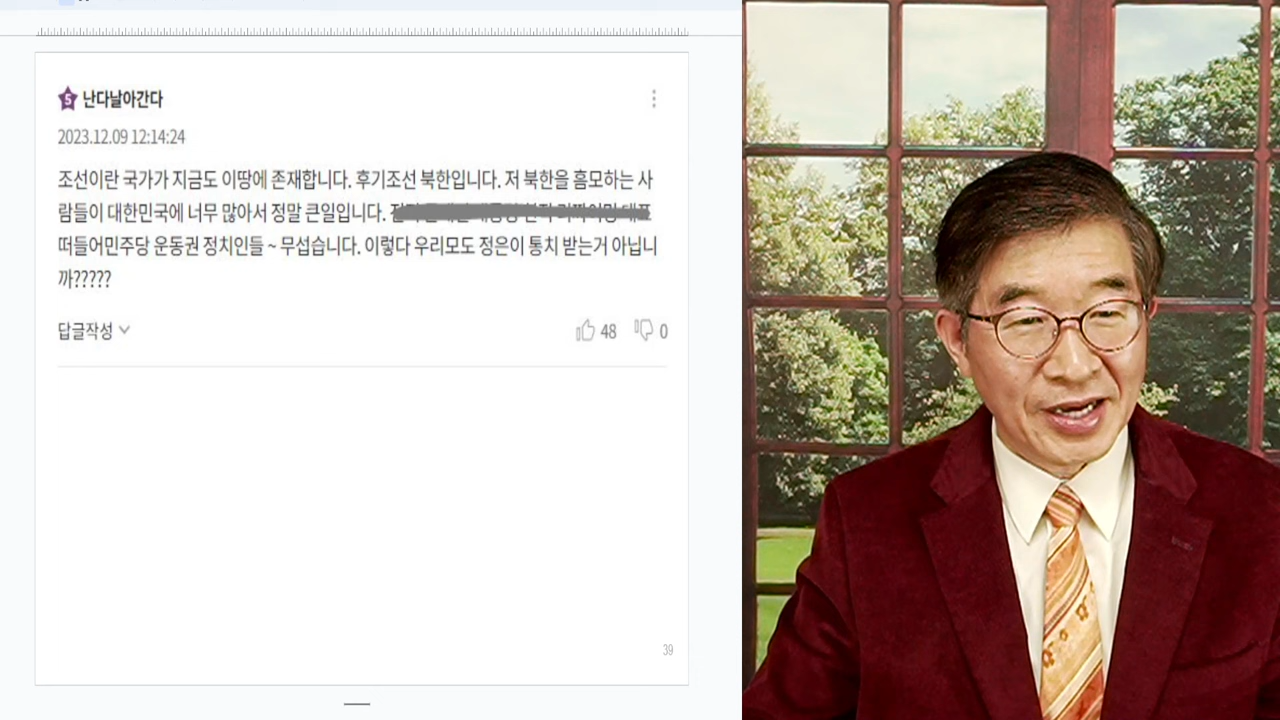 5 난다날아간다
2023.12.09 12:14:24
조선이란 국가가 지금도 이땅에 존재합니다. 후기조선 북한입니다. 저 북한을 흠모하는 사
람들이 대한민국에 너무 많아서 정말 큰일입니다.
떠들어민주당 운동권 정치인들 ~ 무섭습니다. 이렇다 우리모도 정은이 통치 받는거 아닙니
까?????
답글작성
48
0
39